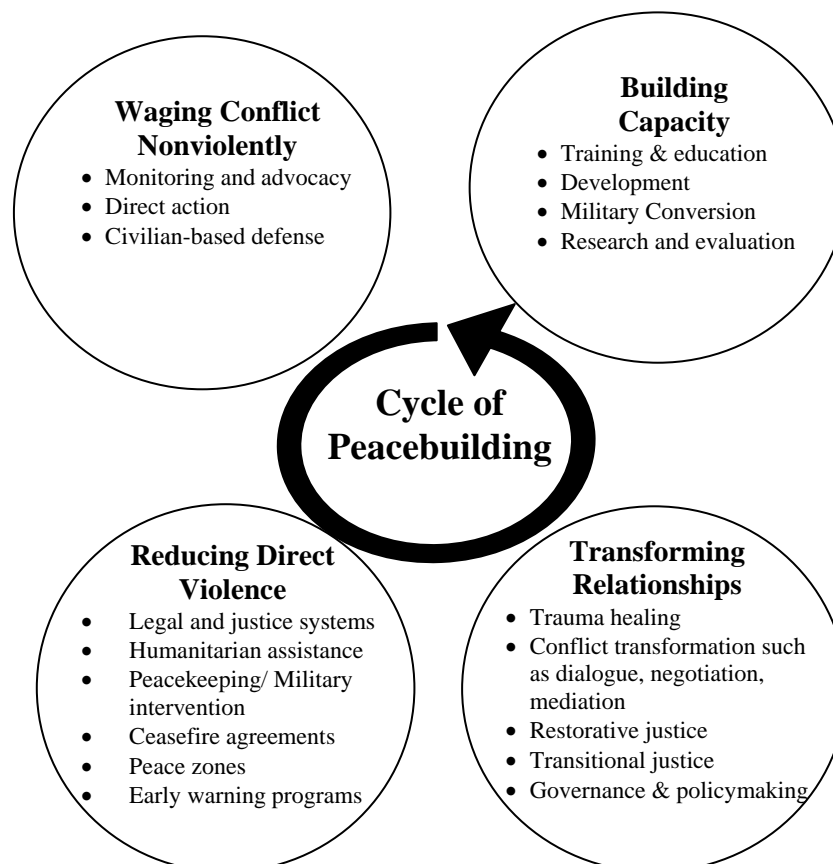 Waging Conflict
Nonviolently
• Monitoring and advocacy
• Direct action
• Civilian-based defense
Building
Capacity
• Training & education
• Development
• Military Conversion
• Research and evaluation
Cycle of
Peacebuilding
Reducing Direct
Violence
• Legal and justice systems
• Humanitarian assistance
• Peacekeeping/ Military
intervention
• Ceasefire agreements
• Peace zones
• Early warning programs
Transforming
Relationships
• Trauma healing
• Conflict transformation such
as dialogue, negotiation,
mediation
• Restorative justice
• Transitional justice
• Governance & policymaking